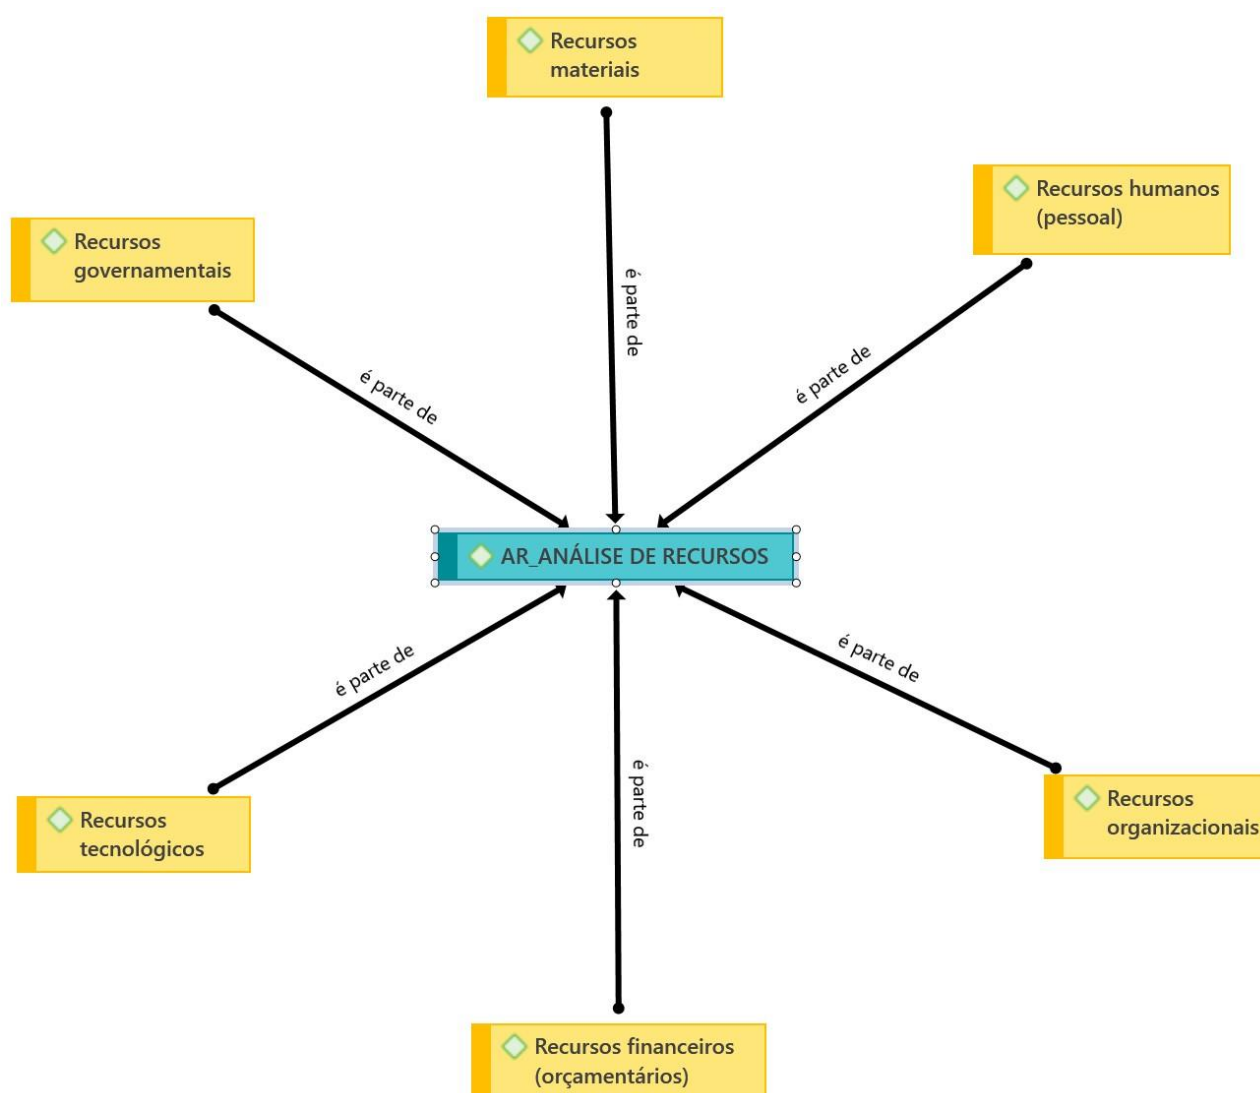 Recursos
materiais
Recursos humanos
(pessoal)
Recursos
governamentais
é parte de
é parte de
é parte de
AR_ANÁLISE DE RECURSOS
é parte de
é parte de
é parte de
Recursos
tecnológicos
Recursos
organizacionais
Recursos financeiros
(orçamentários)